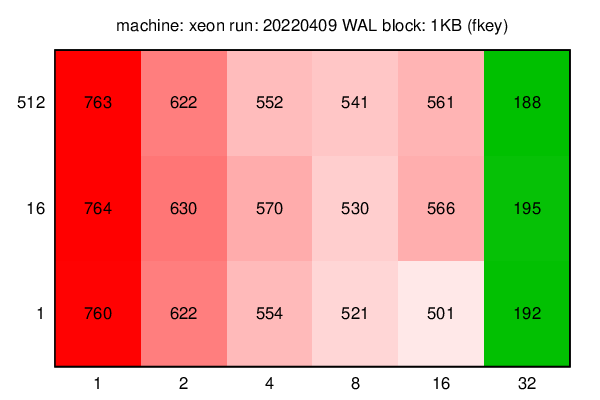 machine: xeon run: 20220409 WAL block: 1KB (fkey)
512 763 622 552 541 561 188
16 764 630 570 530 566 195
1 760 622 554 521 501 192
1 2 4 8 16 32